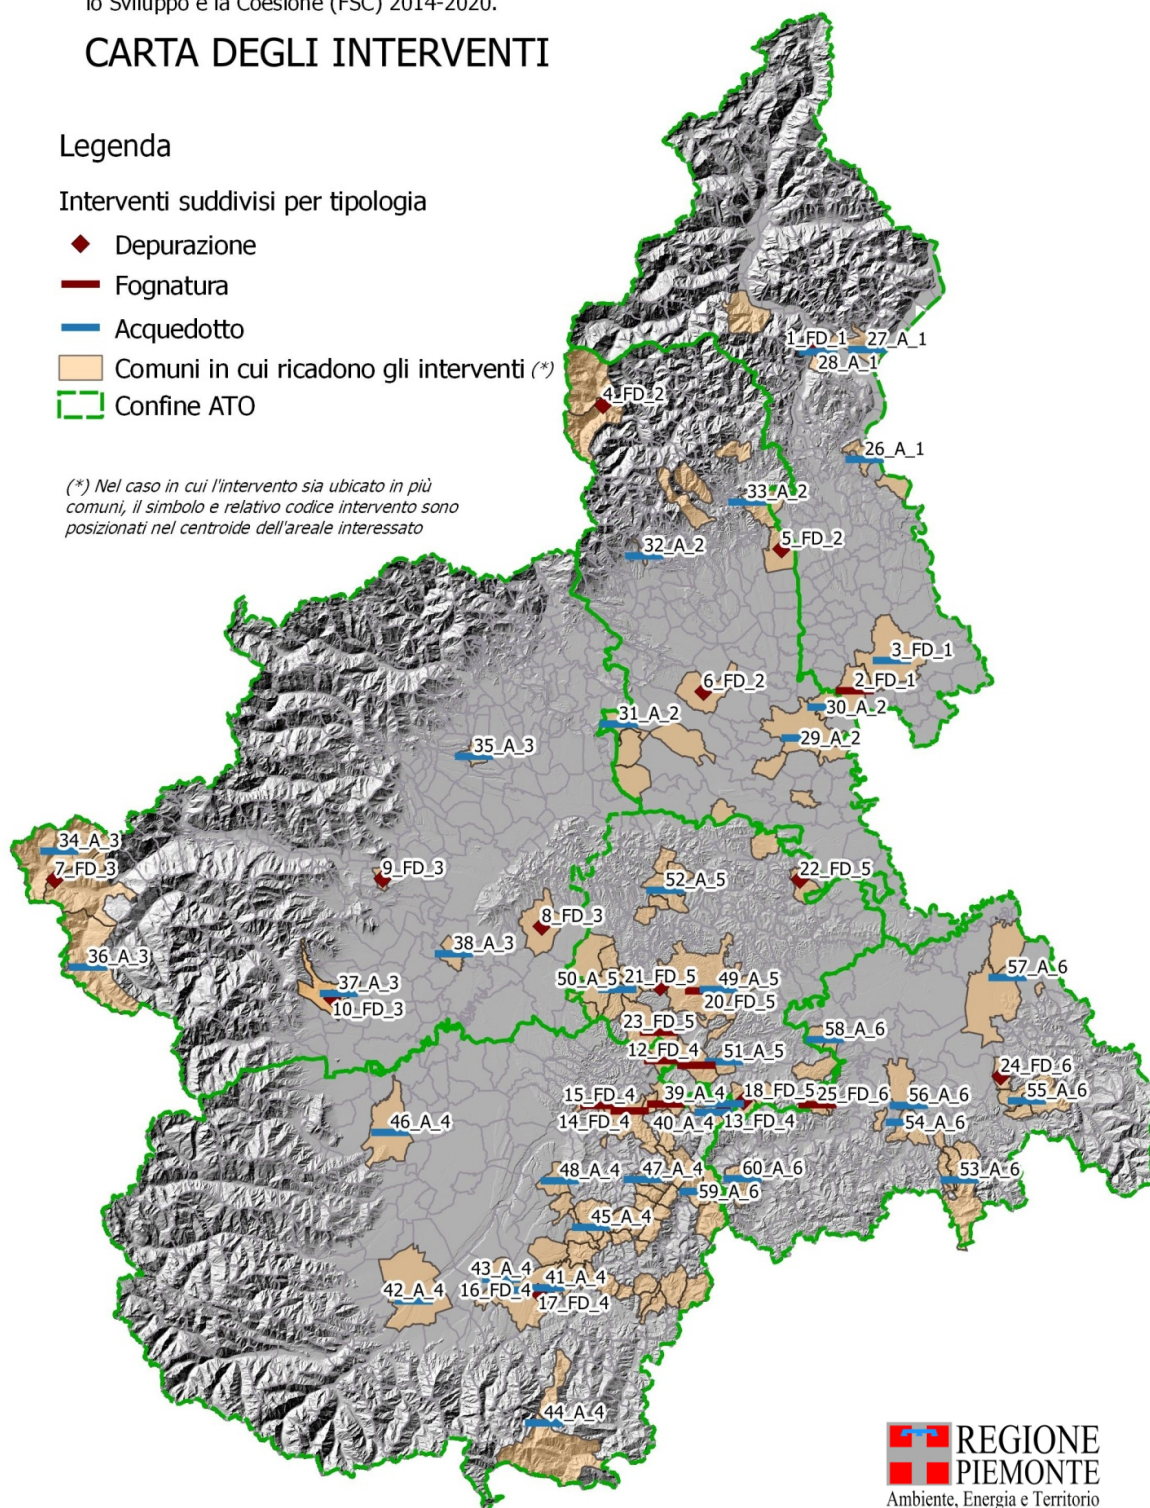 lo Sviluppo e la Coesione (FSC) 2014-2020.
CARTA DEGLI INTERVENTI
Legenda
Interventi suddivisi per tipologia
Depurazione
Fognatura
Acquedotto
Comuni in cui ricadono gli interventi (*)
Confine ATO
(*) Nel caso in cui l'intervento sia ubicato in più
comuni, il simbolo e relativo codice intervento sono
posizionati nel centroide dell'areale interessato
1_FD_1
27_A_1
28_A_1
4_FD_2
26_A_1
33_A_2
5_FD_2
32_A_2
3_FD_1
6_FD_2
2_FD_1
30_A_2
31_A_2
29_A_2
35_A_3
34_A_3
7_FD_3
9_FD_3
22_FD_5
52_A_5
8_FD_3
38_A_3
36_A_3
37_A_3
10_FD_3
50_A_5
21_FD_5
49_A_5
20_FD_5
57_A_6
23_FD_5
58_A_6
12_FD_4
51_A_5
24_FD_6
15_FD_4
39_A_4
18_FD_5
25_FD_6
56_A_6
55_A_6
14_FD_4
40_A_4
13_FD_4
54_A_6
46_A_4
48_A_4
47_A_4
60_A_6
53_A_6
59_A_6
45_A_4
43_A_4
41_A_4
42_A_4
16_FD_4
17_FD_4
44_A_4
REGIONE
PIEMONTE
Ambiente, Energia e Territorio